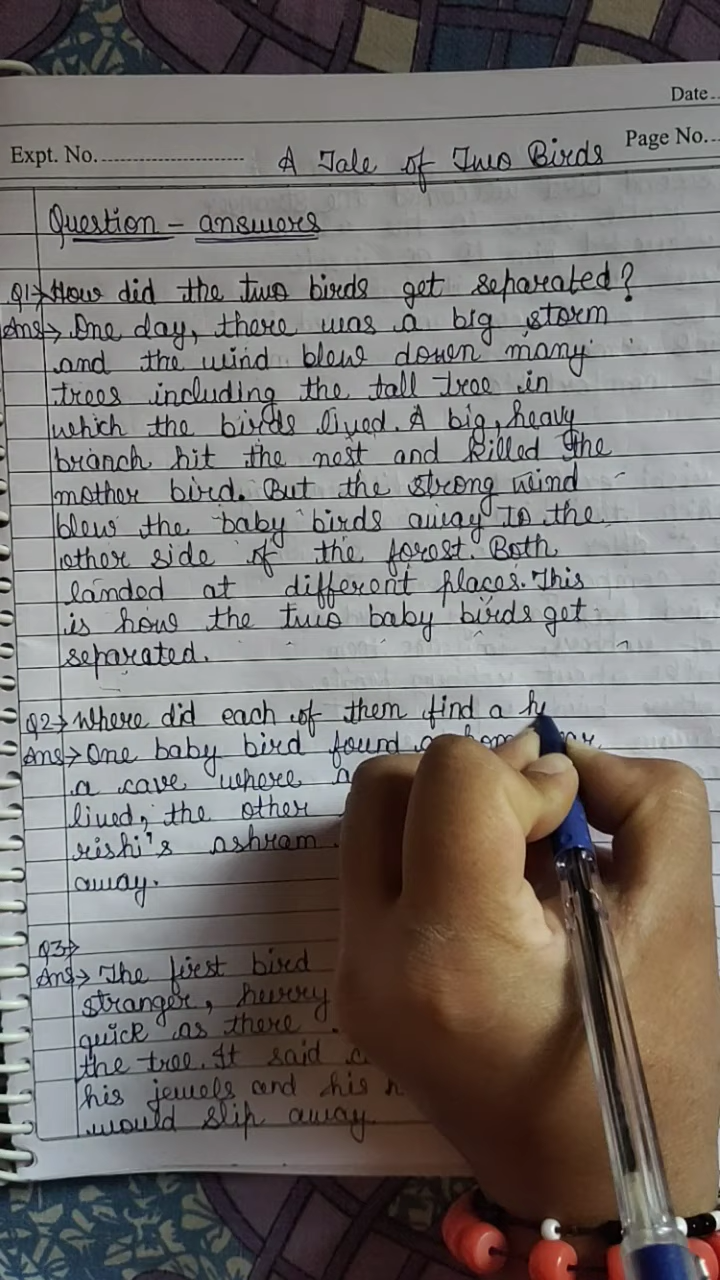 Date..
Expt. No. A Tale of Two Birds Page No...
Question - answers
Q1→ How did the two birds get separated?
Ans→ One day, there was a big storm
and the wind blew down many
trees including the tall tree in
which the birds lived. A big, heavy
branch hit the nest and killed the
mother bird. But the strong wind
blew the baby birds away to the
other side of the forest. Both
landed at different places. This
is how the two baby birds get
separated.
Q2→ Where did each of them find a
Ans→ One baby bird found a
a cave where
lived, the other
rishi's ashram
away.
Q3→
Ans→ The first bird
stranger, hurry
quick as there
the tree. It said
his jewels and his
would slip away.